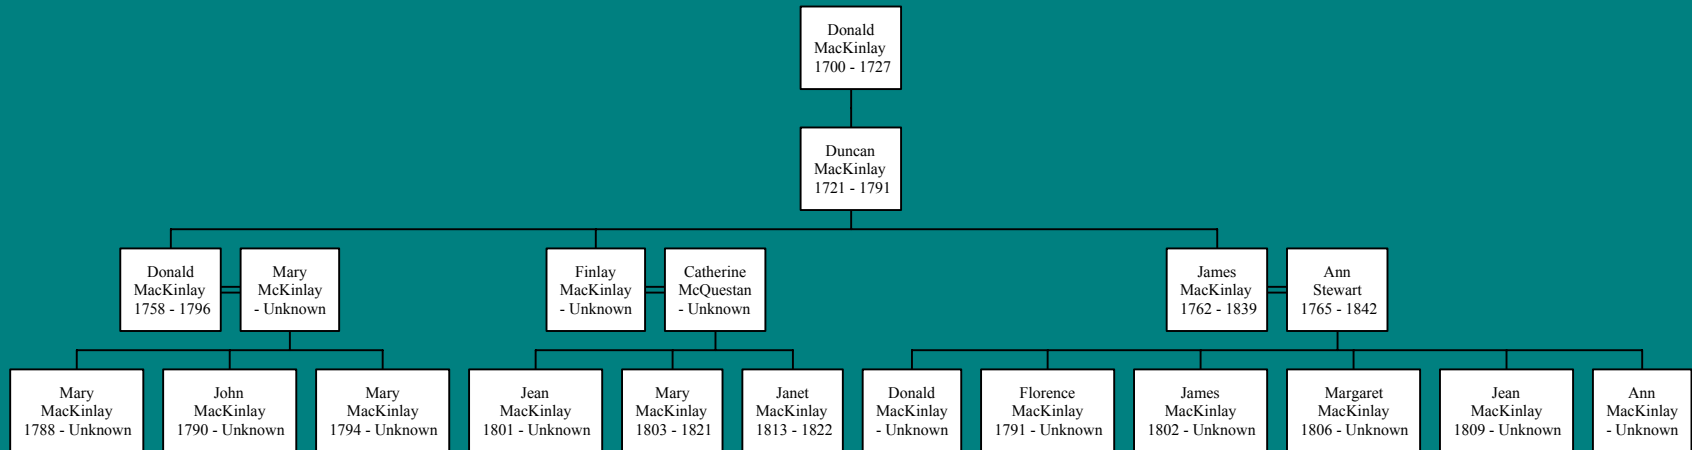 Donald
MacKinlay
1700 - 1727
Duncan
MacKinlay
1721 - 1791
Donald
MacKinlay
1758 - 1796
Mary
McKinlay
- Unknown
Finlay
MacKinlay
- Unknown
Catherine
McQuestan
- Unknown
James
MacKinlay
1762 - 1839
Ann
Stewart
1765 - 1842
Mary
MacKinlay
1788 - Unknown
John
MacKinlay
1790 - Unknown
Mary
MacKinlay
1794 - Unknown
Jean
MacKinlay
1801 - Unknown
Mary
MacKinlay
1803 - 1821
Janet
MacKinlay
1813 - 1822
Donald
MacKinlay
- Unknown
Florence
MacKinlay
1791 - Unknown
James
MacKinlay
1802 - Unknown
Margaret
MacKinlay
1806 - Unknown
Jean
MacKinlay
1809 - Unknown
Ann
MacKinlay
- Unknown